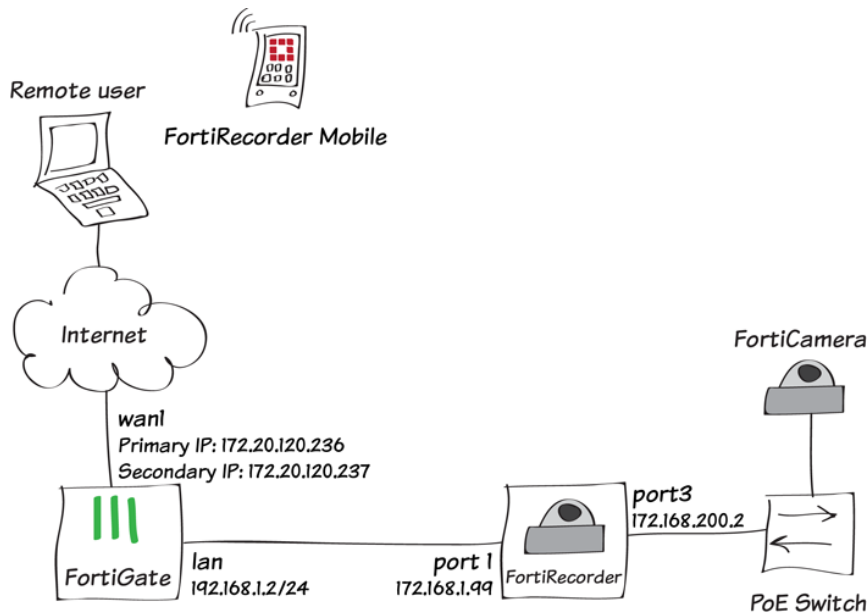 Remote user
FortiRecorder Mobile
Internet
FortiCamera
wan1
Primary IP: 172.20.120.236
Secondary IP: 172.20.120.237
port3
172.168.200.2
FortiGate
lan
192.168.1.2/24
port 1
172.168.1.99
FortiRecorder
PoE Switch